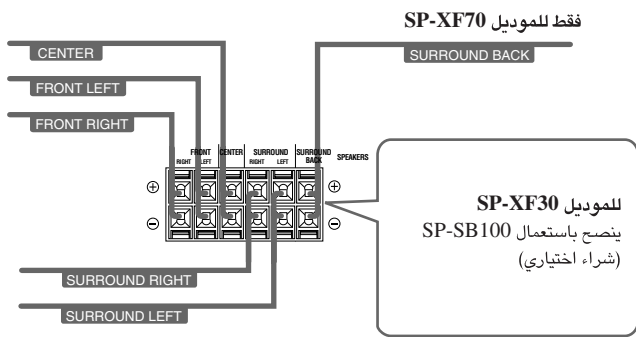 فقط للموديل SP-XF70
CENTER
SURROUND BACK
FRONT LEFT
FRONT RIGHT
FRONT CENTER SURROUND SURROUND BACK SPEAKERS
RIGHT LEFT RIGHT LEFT
للموديل SP-XF30
ينصح باستعمال SP-SB100
(شراء اختياري)
SURROUND RIGHT
SURROUND LEFT